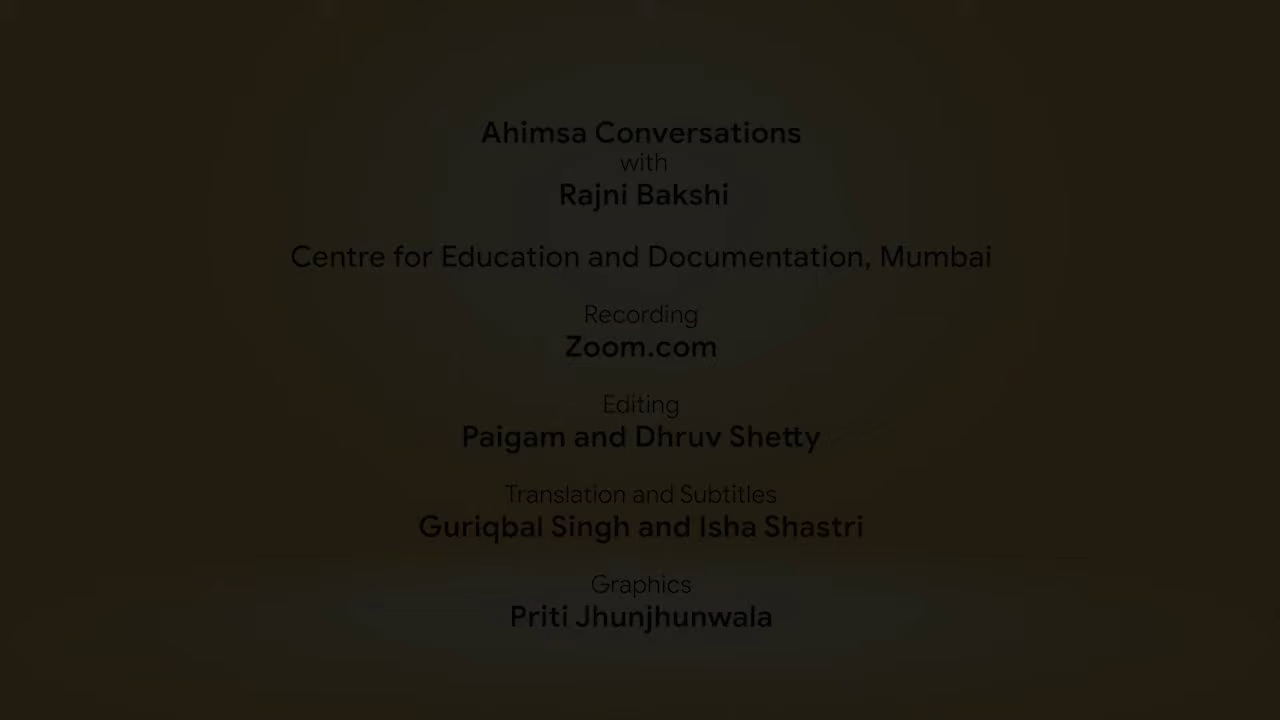 Ahimsa Conversations
with
Rajni Bakshi
Centre for Education and Documentation, Mumbai
Recording
Zoom.com
Editing
Paigam and Dhruv Shetty
Translation and Subtitles
Guriqbal Singh and Isha Shastri
Graphics
Priti Jhunjhunwala